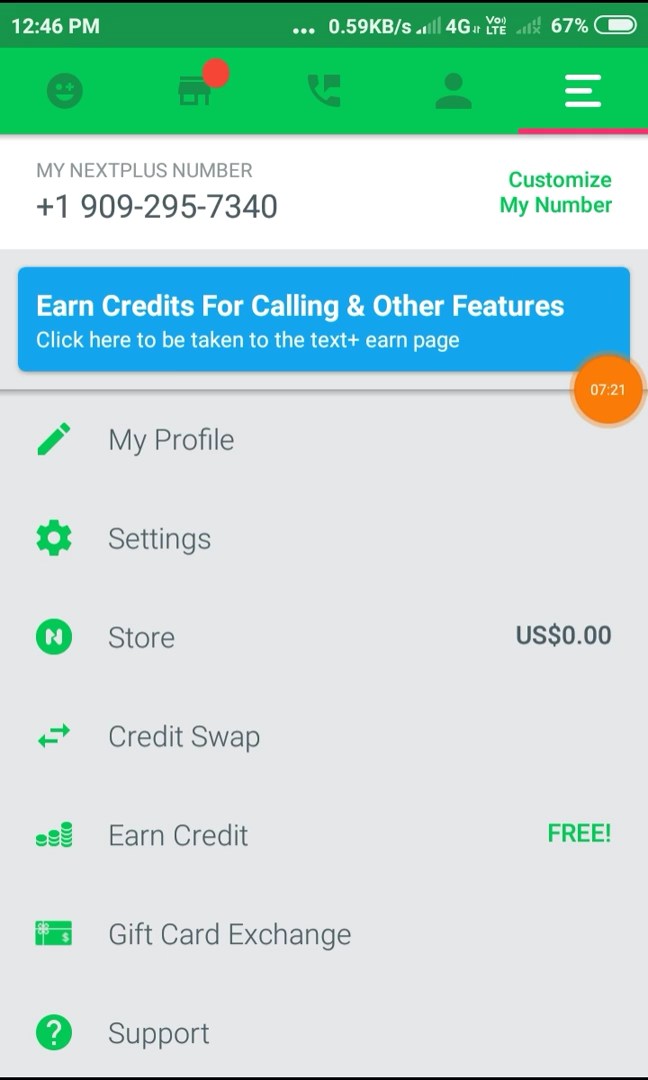 12:46 PM
... 0.59KB/s 4G VoLTE 67%
MY NEXTPLUS NUMBER
+1 909-295-7340
Customize
My Number
Earn Credits For Calling & Other Features
Click here to be taken to the text+ earn page
07:21
My Profile
Settings
Store
US$0.00
Credit Swap
Earn Credit
FREE!
Gift Card Exchange
Support